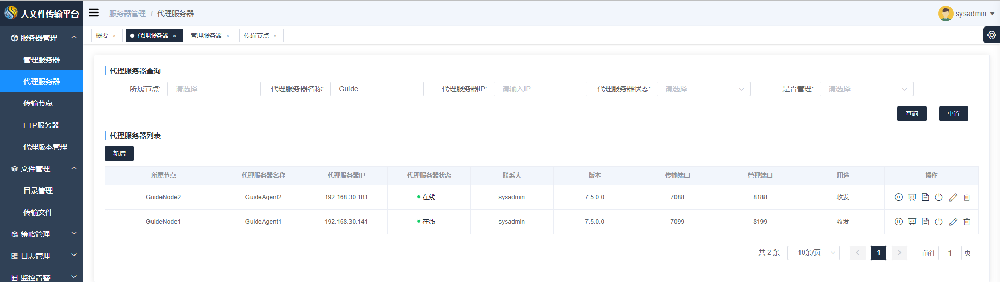 大文件传输平台
服务器管理 / 代理服务器
sysadmin
概要 ×
代理服务器 ×
管理服务器 ×
传输节点 ×
服务器管理
管理服务器
代理服务器
传输节点
FTP服务器
代理版本管理
文件管理
目录管理
传输文件
策略管理
日志管理
监控告警
代理服务器查询
所属节点: 请选择 代理服务器名称: Guide 代理服务器IP: 请输入IP 代理服务器状态: 请选择 是否管理: 请选择
查询 重置
代理服务器列表
新增
所属节点 代理服务器名称 代理服务器IP 代理服务器状态 联系人 版本 传输端口 管理端口 用途 操作
GuideNode2 GuideAgent2 192.168.30.181 在线 sysadmin 7.5.0.0 7088 8188 收发
GuideNode1 GuideAgent1 192.168.30.141 在线 sysadmin 7.5.0.0 7099 8199 收发
共 2 条 10条/页 1 前往 1 页